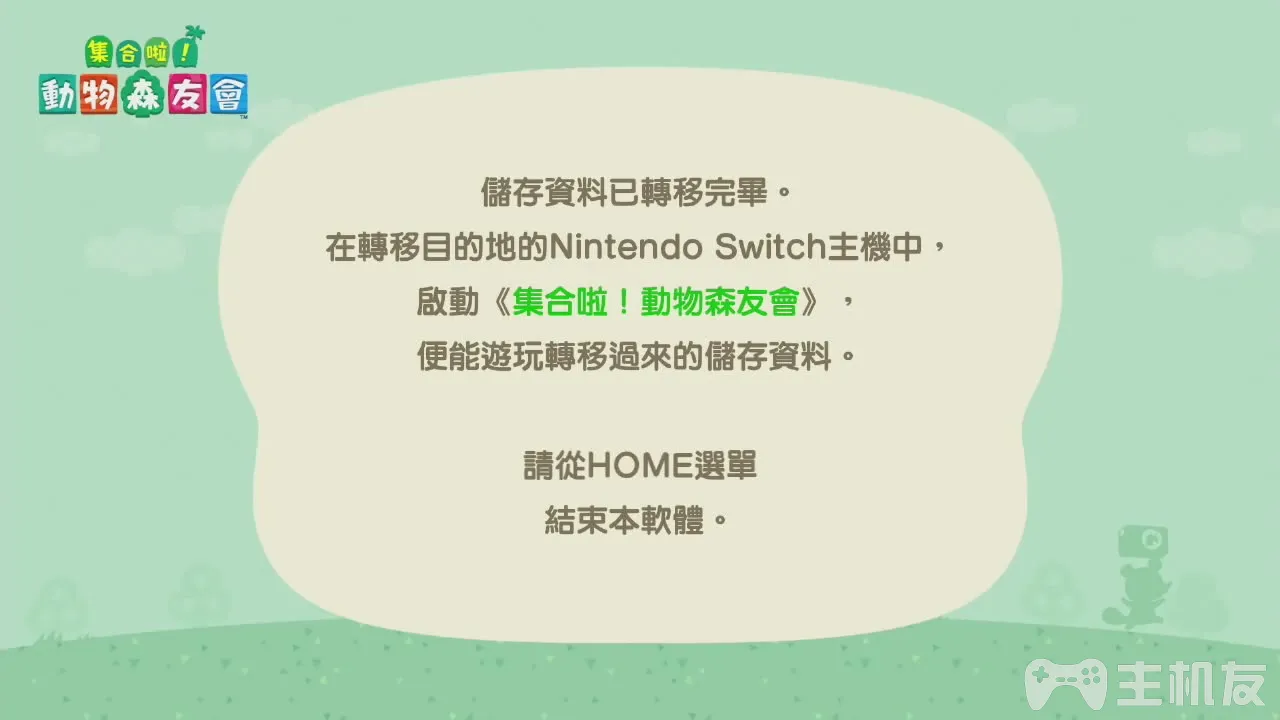 集合啦!
動物森友會™
儲存資料已轉移完畢。
在轉移目的地的Nintendo Switch主機中，
啟動《集合啦！動物森友會》，
便能遊玩轉移過來的儲存資料。
請從HOME選單
結束本軟體。
主机友